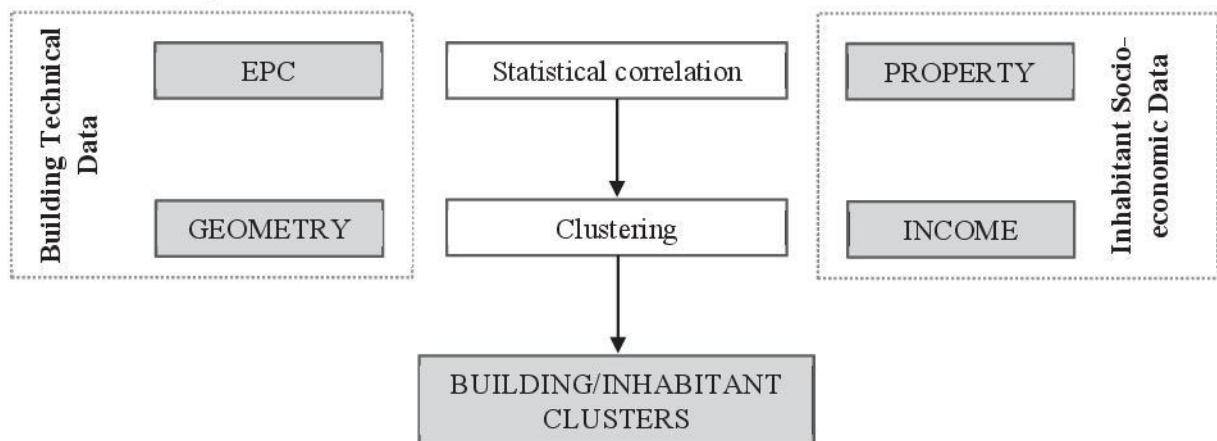 Building Technical
Data
EPC
GEOMETRY
Statistical correlation
Clustering
BUILDING/INHABITANT
CLUSTERS
PROPERTY
INCOME
Inhabitant Socio-
economic Data